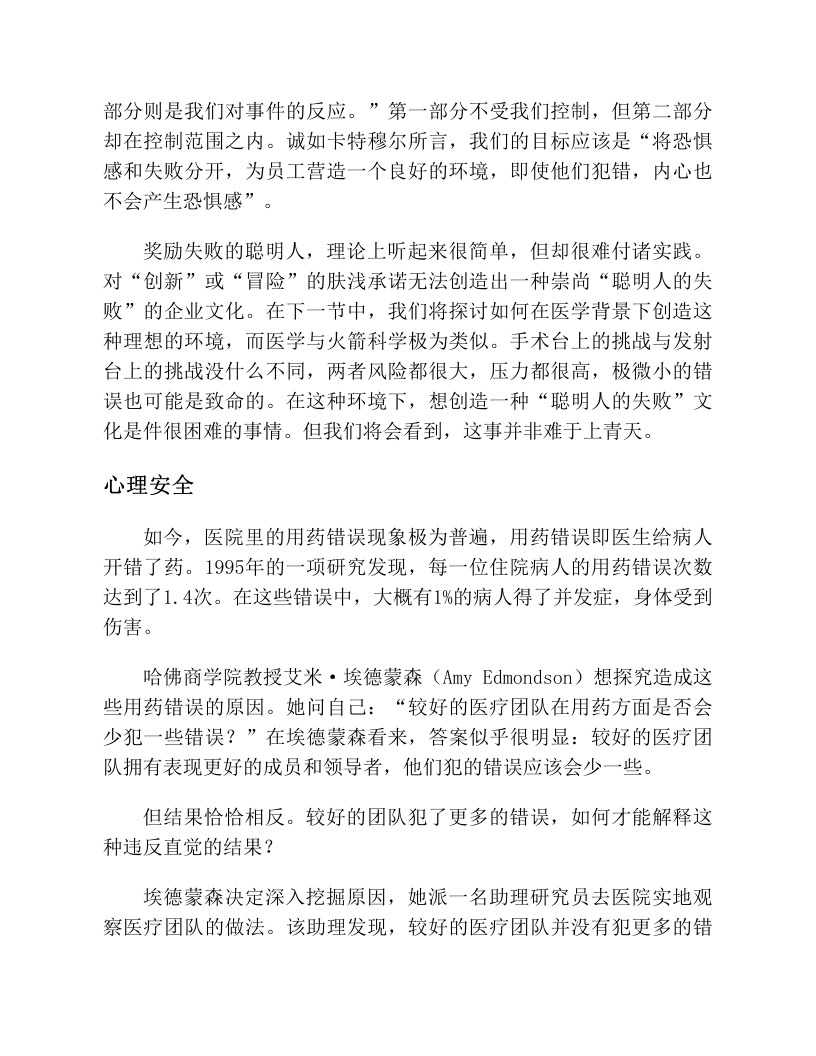 部分则是我们对事件的反应。”第一部分不受我们控制，但第二部分
却在控制范围之内。诚如卡特穆尔所言，我们的目标应该是“将恐惧
感和失败分开，为员工营造一个良好的环境，即使他们犯错，内心也
不会产生恐惧感”。
奖励失败的聪明人，理论上听起来很简单，但却很难付诸实践。
对“创新”或“冒险”的肤浅承诺无法创造出一种崇尚“聪明人的失
败”的企业文化。在下一节中，我们将探讨如何在医学背景下创造这
种理想的环境，而医学与火箭科学极为类似。手术台上的挑战与发射
台上的挑战没什么不同，两者风险都很大，压力都很高，极微小的错
误也可能是致命的。在这种环境下，想创造一种“聪明人的失败”文
化是件很困难的事情。但我们将会看到，这事并非难于上青天。
心理安全
如今，医院里的用药错误现象极为普遍，用药错误即医生给病人
开错了药。1995年的一项研究发现，每一位住院病人的用药错误次数
达到了1.4次。在这些错误中，大概有1%的病人得了并发症，身体受到
伤害。
哈佛商学院教授艾米·埃德蒙森（Amy Edmondson）想探究造成这
些用药错误的原因。她问自己：“较好的医疗团队在用药方面是否会
少犯一些错误？”在埃德蒙森看来，答案似乎很明显：较好的医疗团
队拥有表现更好的成员和领导者，他们犯的错误应该会少一些。
但结果恰恰相反。较好的团队犯了更多的错误，如何才能解释这
种违反直觉的结果？
埃德蒙森决定深入挖掘原因，她派一名助理研究员去医院实地观
察医疗团队的做法。该助理发现，较好的医疗团队并没有犯更多的错